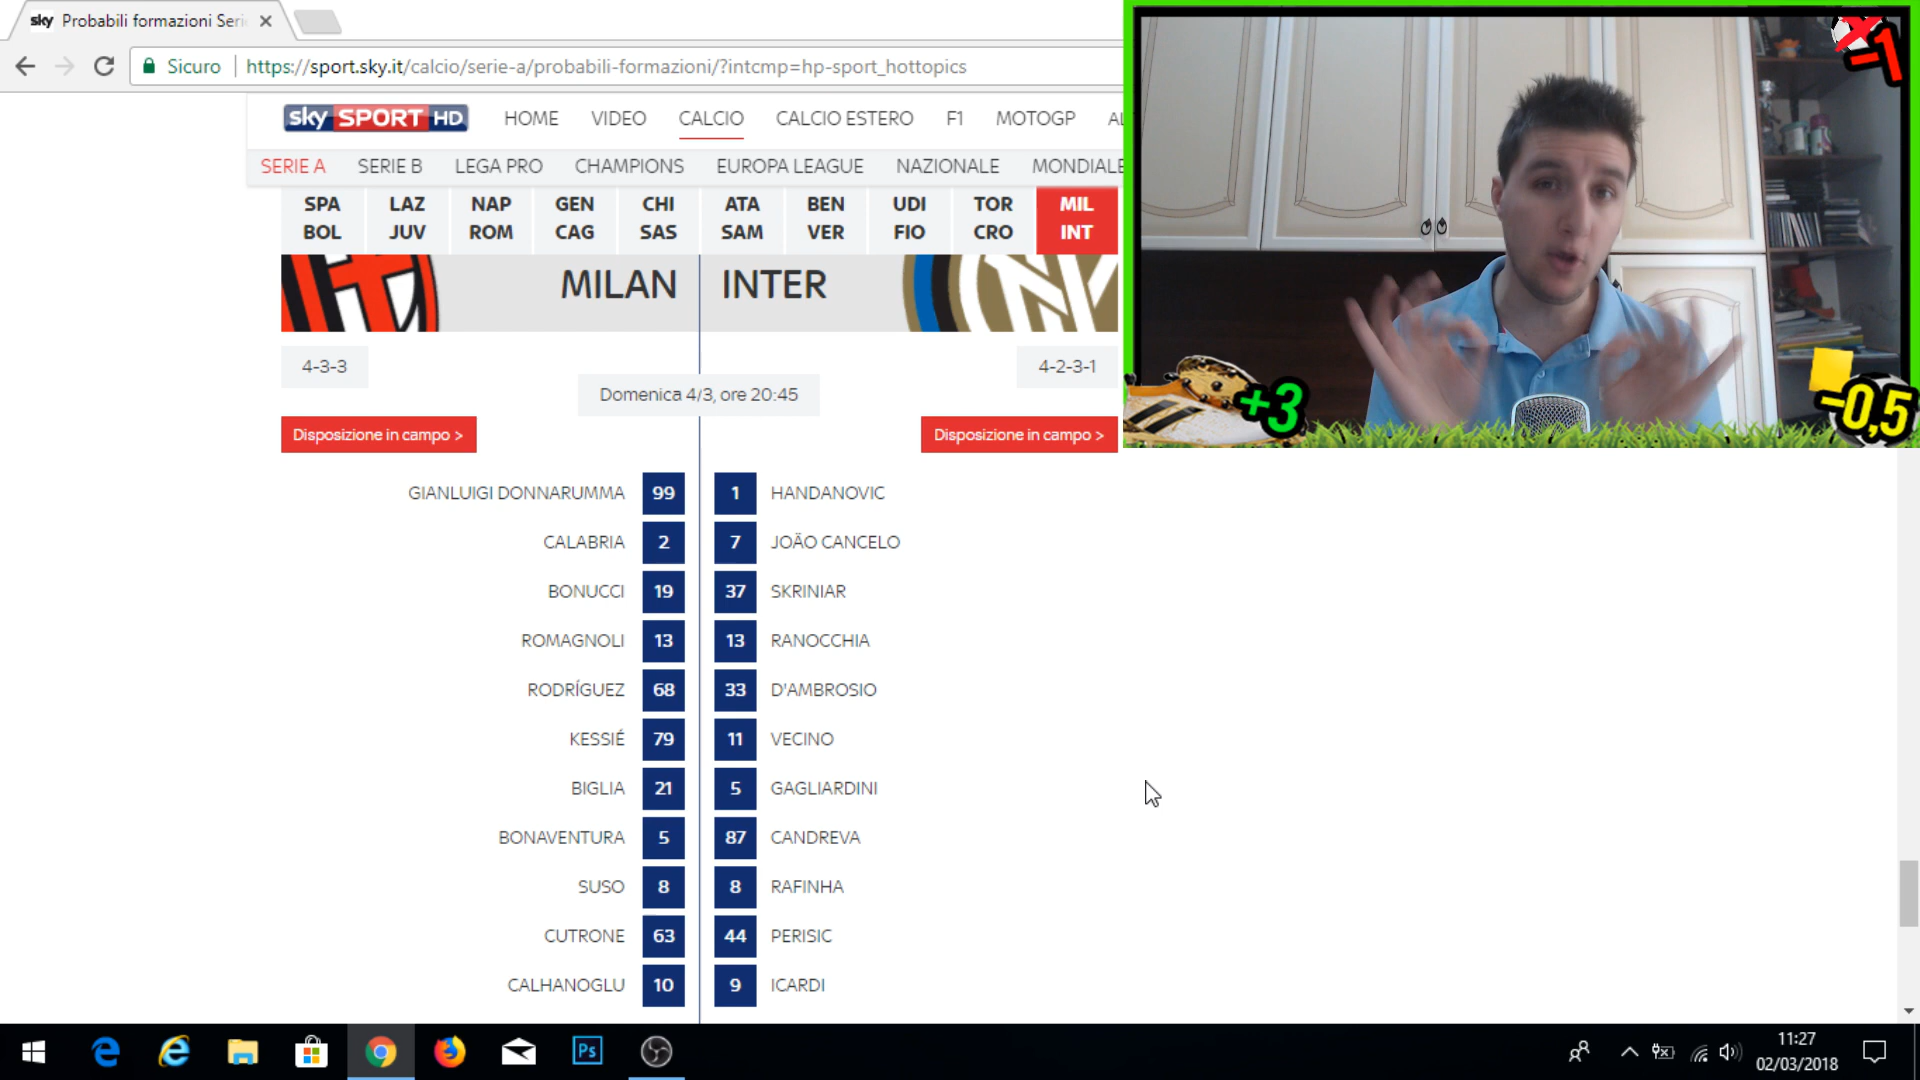 sky Probabili formazioni Seri
Sicuro https://sport.sky.it/calcio/serie-a/probabili-formazioni/?intcmp=hp-sport_hottopics
sky SPORT HD HOME VIDEO CALCIO CALCIO ESTERO F1 MOTOGP AL
SERIE A SERIE B LEGA PRO CHAMPIONS EUROPA LEAGUE NAZIONALE MONDIALE
SPA LAZ NAP GEN CHI ATA BEN UDI TOR MIL
BOL JUV ROM CAG SAS SAM VER FIO CRO INT
MILAN INTER
4-3-3 4-2-3-1
Domenica 4/3, ore 20:45
Disposizione in campo > Disposizione in campo >
GIANLUIGI DONNARUMMA 99 1 HANDANOVIC
CALABRIA 2 7 JOÃO CANCELO
BONUCCI 19 37 SKRINIAR
ROMAGNOLI 13 13 RANOCCHIA
RODRÍGUEZ 68 33 D'AMBROSIO
KESSIÉ 79 11 VECINO
BIGLIA 21 5 GAGLIARDINI
BONAVENTURA 5 87 CANDREVA
SUSO 8 8 RAFINHA
CUTRONE 63 44 PERISIC
CALHANOGLU 10 9 ICARDI
-1
+3
-0,5
Ps
11:27
02/03/2018